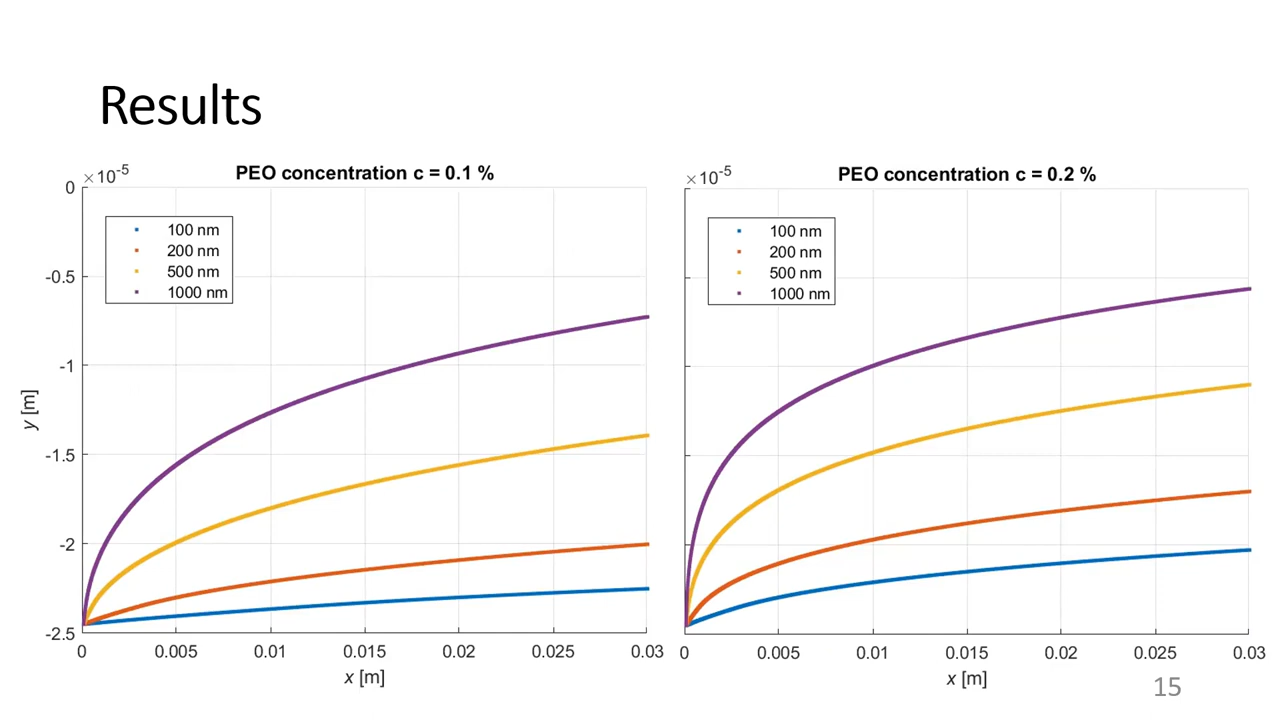 Results
PEO concentration c = 0.1 %
×10-5
100 nm
200 nm
500 nm
1000 nm
0
-0.5
-1
-1.5
-2
-2.5
y [m]
0 0.005 0.01 0.015 0.02 0.025 0.03
x [m]
PEO concentration c = 0.2 %
×10-5
100 nm
200 nm
500 nm
1000 nm
0 0.005 0.01 0.015 0.02 0.025 0.03
x [m]
15